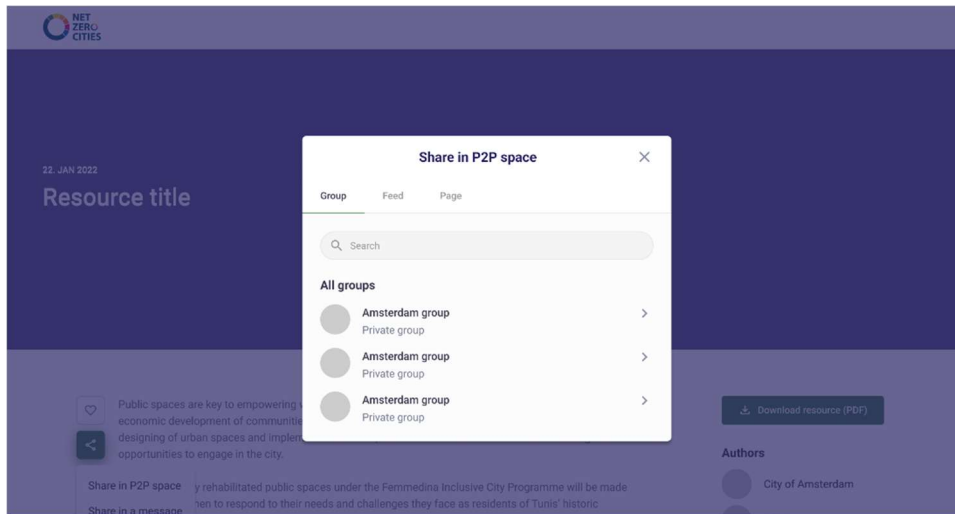 NET
ZERO
CITIES
22. JAN 2022
Resource title
Share in P2P space
Group Feed Page
Search
All groups
Amsterdam group
Private group
Amsterdam group
Private group
Amsterdam group
Private group
Public spaces are key to empowering
economic development of communitie
designing of urban spaces and implem
opportunities to engage in the city.
Share in P2P space
y rehabilitated public spaces under the Femmedina Inclusive City Programme will be made
Share in a message
en to respond to their needs and challenges they face as residents of Tunis' historic
Download resource (PDF)
Authors
City of Amsterdam